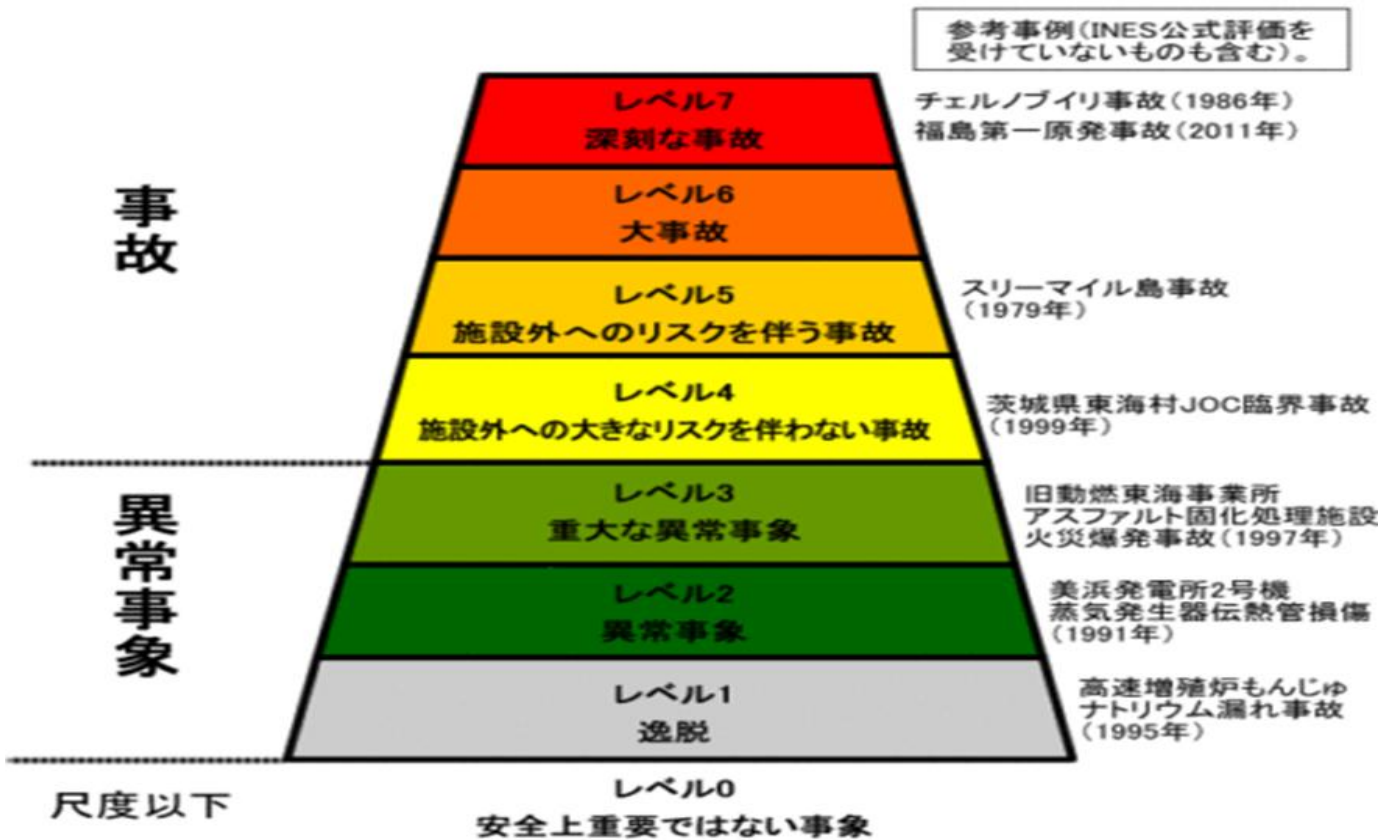 参考事例(INES公式評価を
受けていないものも含む)。
レベル7
深刻な事故
チェルノブイリ事故(1986年)
福島第一原発事故(2011年)
事故
レベル6
大事故
レベル5
施設外へのリスクを伴う事故
スリーマイル島事故
(1979年)
レベル4
施設外への大きなリスクを伴わない事故
茨城県東海村JOC臨界事故
(1999年)
異常事象
レベル3
重大な異常事象
旧動燃東海事業所
アスファルト固化処理施設
火災爆発事故(1997年)
レベル2
異常事象
美浜発電所2号機
蒸気発生器伝熱管損傷
(1991年)
レベル1
逸脱
高速増殖炉もんじゅ
ナトリウム漏れ事故
(1995年)
尺度以下
レベル0
安全上重要ではない事象